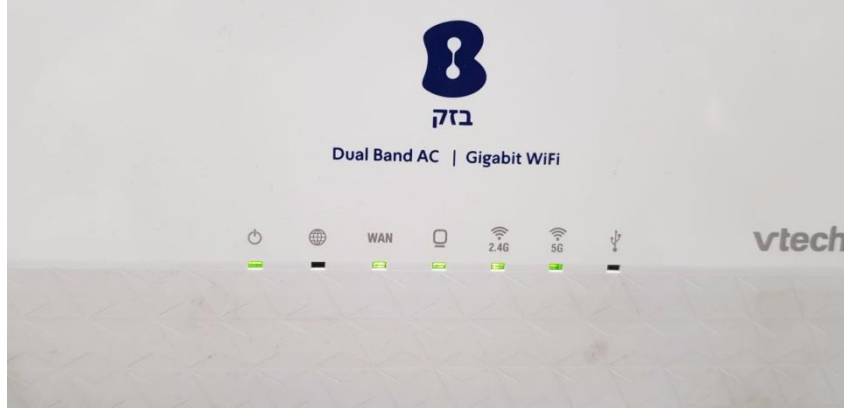 בזק
Dual Band AC | Gigabit WiFi
WAN
2.4G
5G
vtech